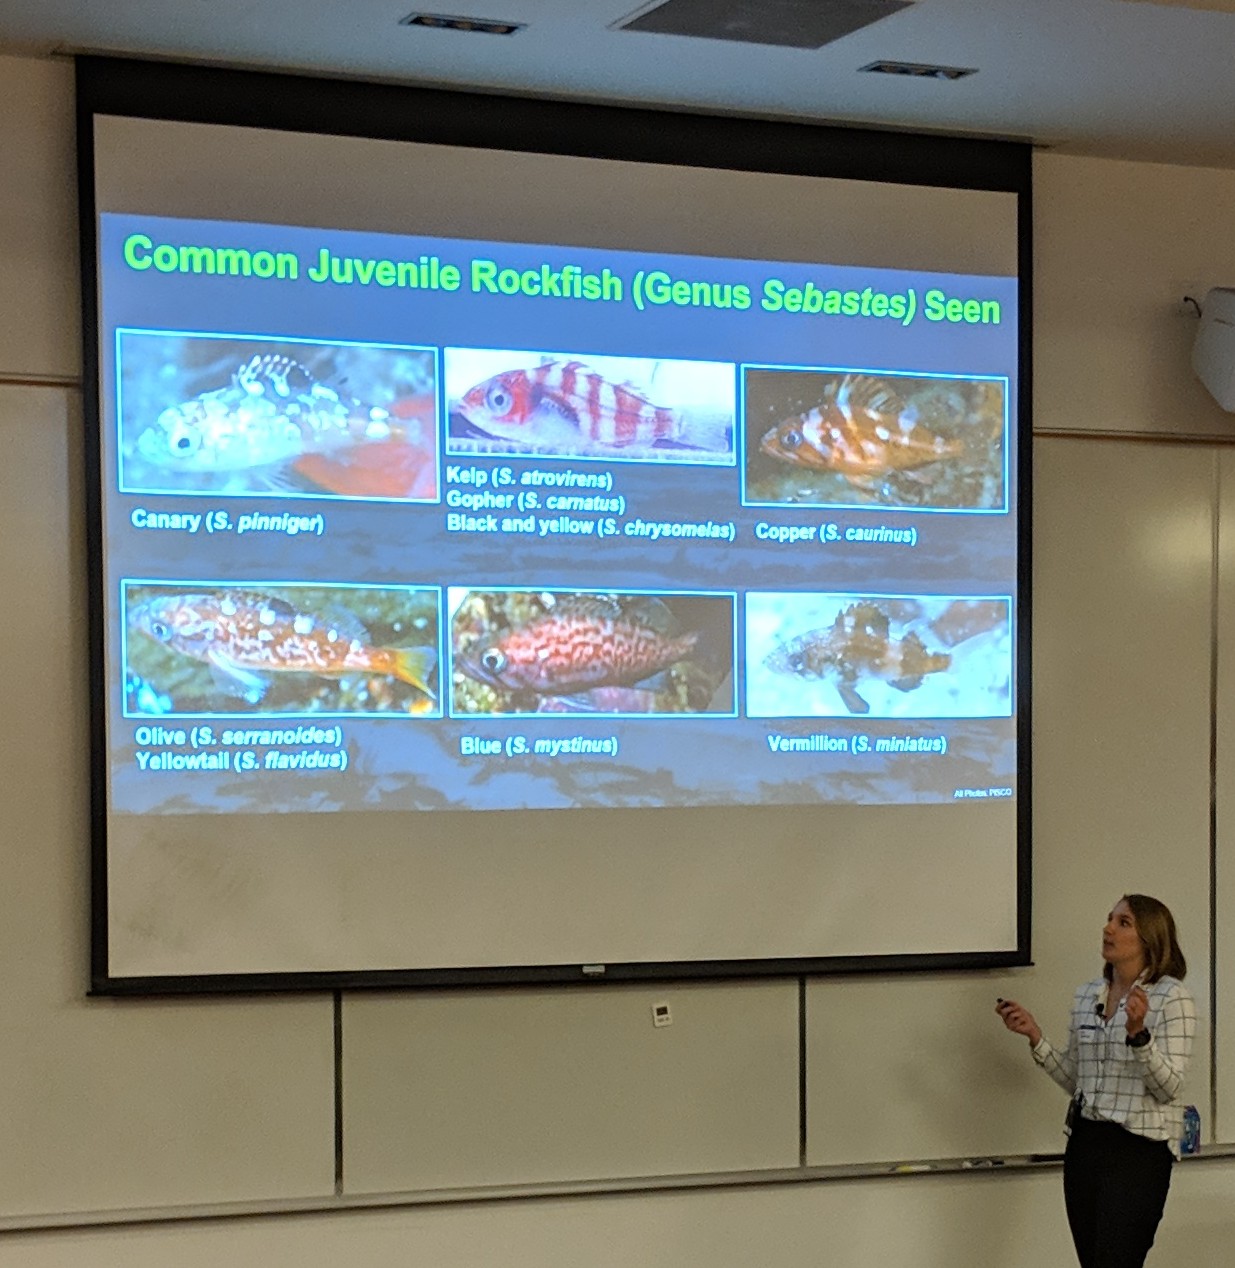 Common Juvenile Rockfish (Genus Sebastes) Seen
Canary (S. pinniger)
Kelp (S. atrovirens)
Gopher (S. carnatus)
Black and yellow (S. chrysomelas)
Copper (S. caurinus)
Olive (S. serranoides)
Yellowtail (S. flavidus)
Blue (S. mystinus)
Vermillion (S. miniatus)
All Photos: PISCO